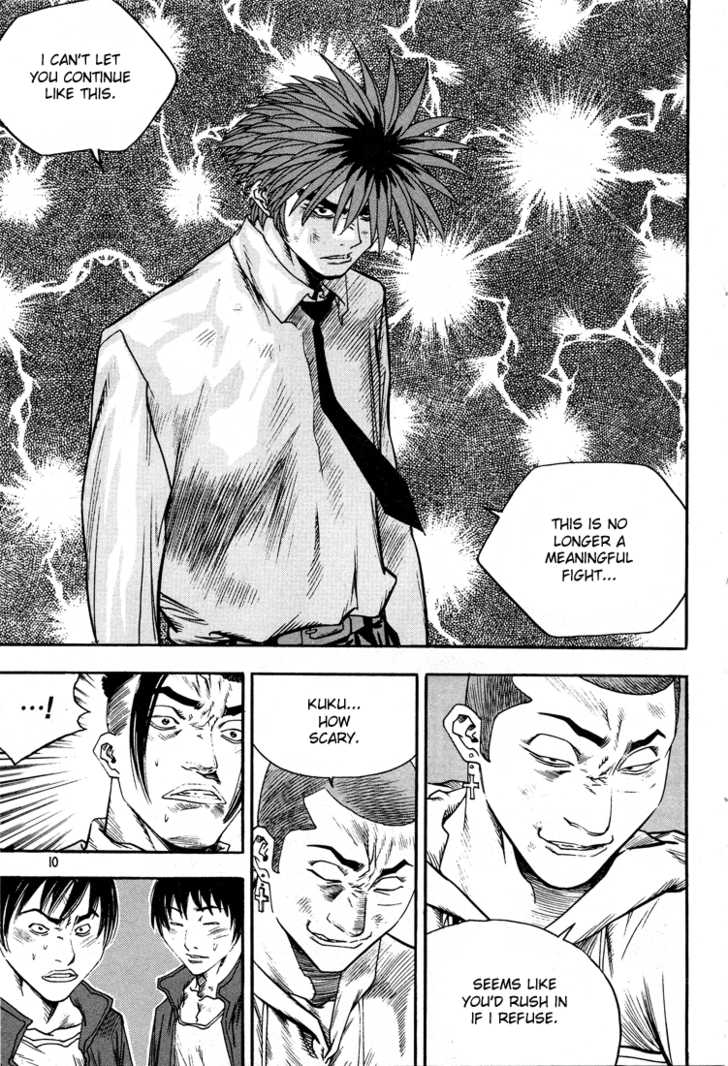 I CAN'T LET
YOU CONTINUE
LIKE THIS.
THIS IS NO
LONGER A
MEANINGFUL
FIGHT...
SEEMS LIKE
YOU'D RUSH IN
IF I REFUSE.
KUKU...
HOW
SCARY.
...!
10